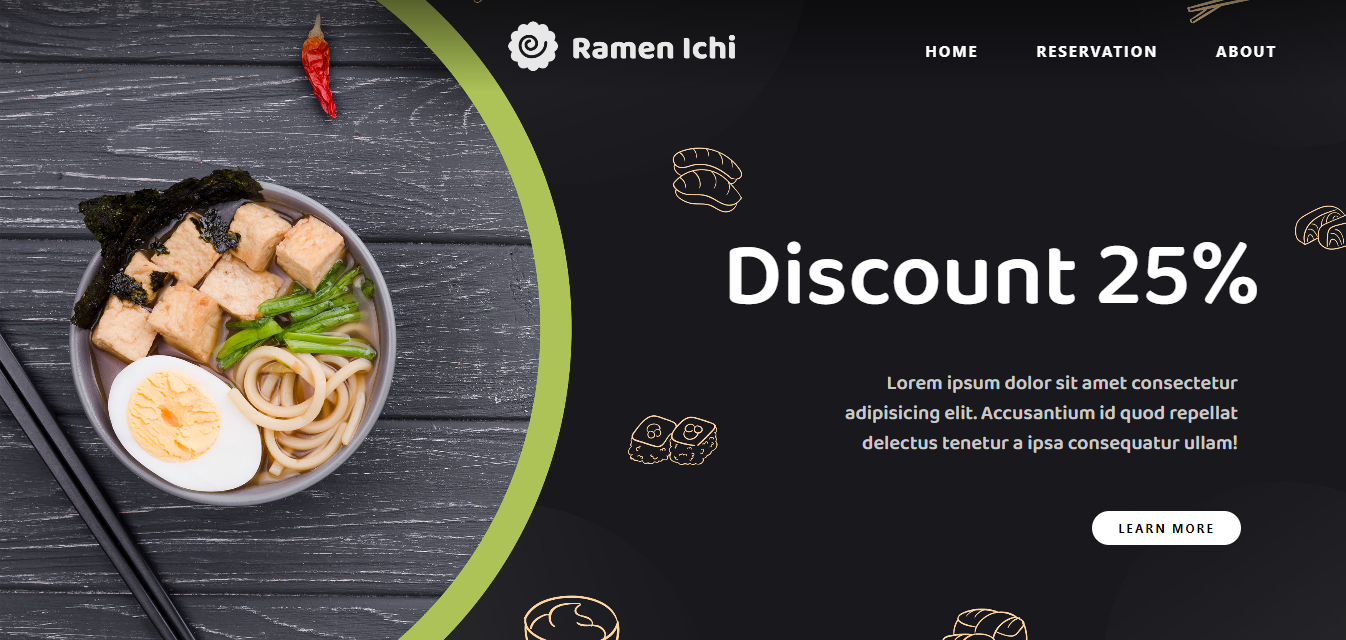 Ramen Ichi
HOME RESERVATION ABOUT
Discount 25%
Lorem ipsum dolor sit amet consectetur
adipisicing elit. Accusantium id quod repellat
delectus tenetur a ipsa consequatur ullam!
LEARN MORE